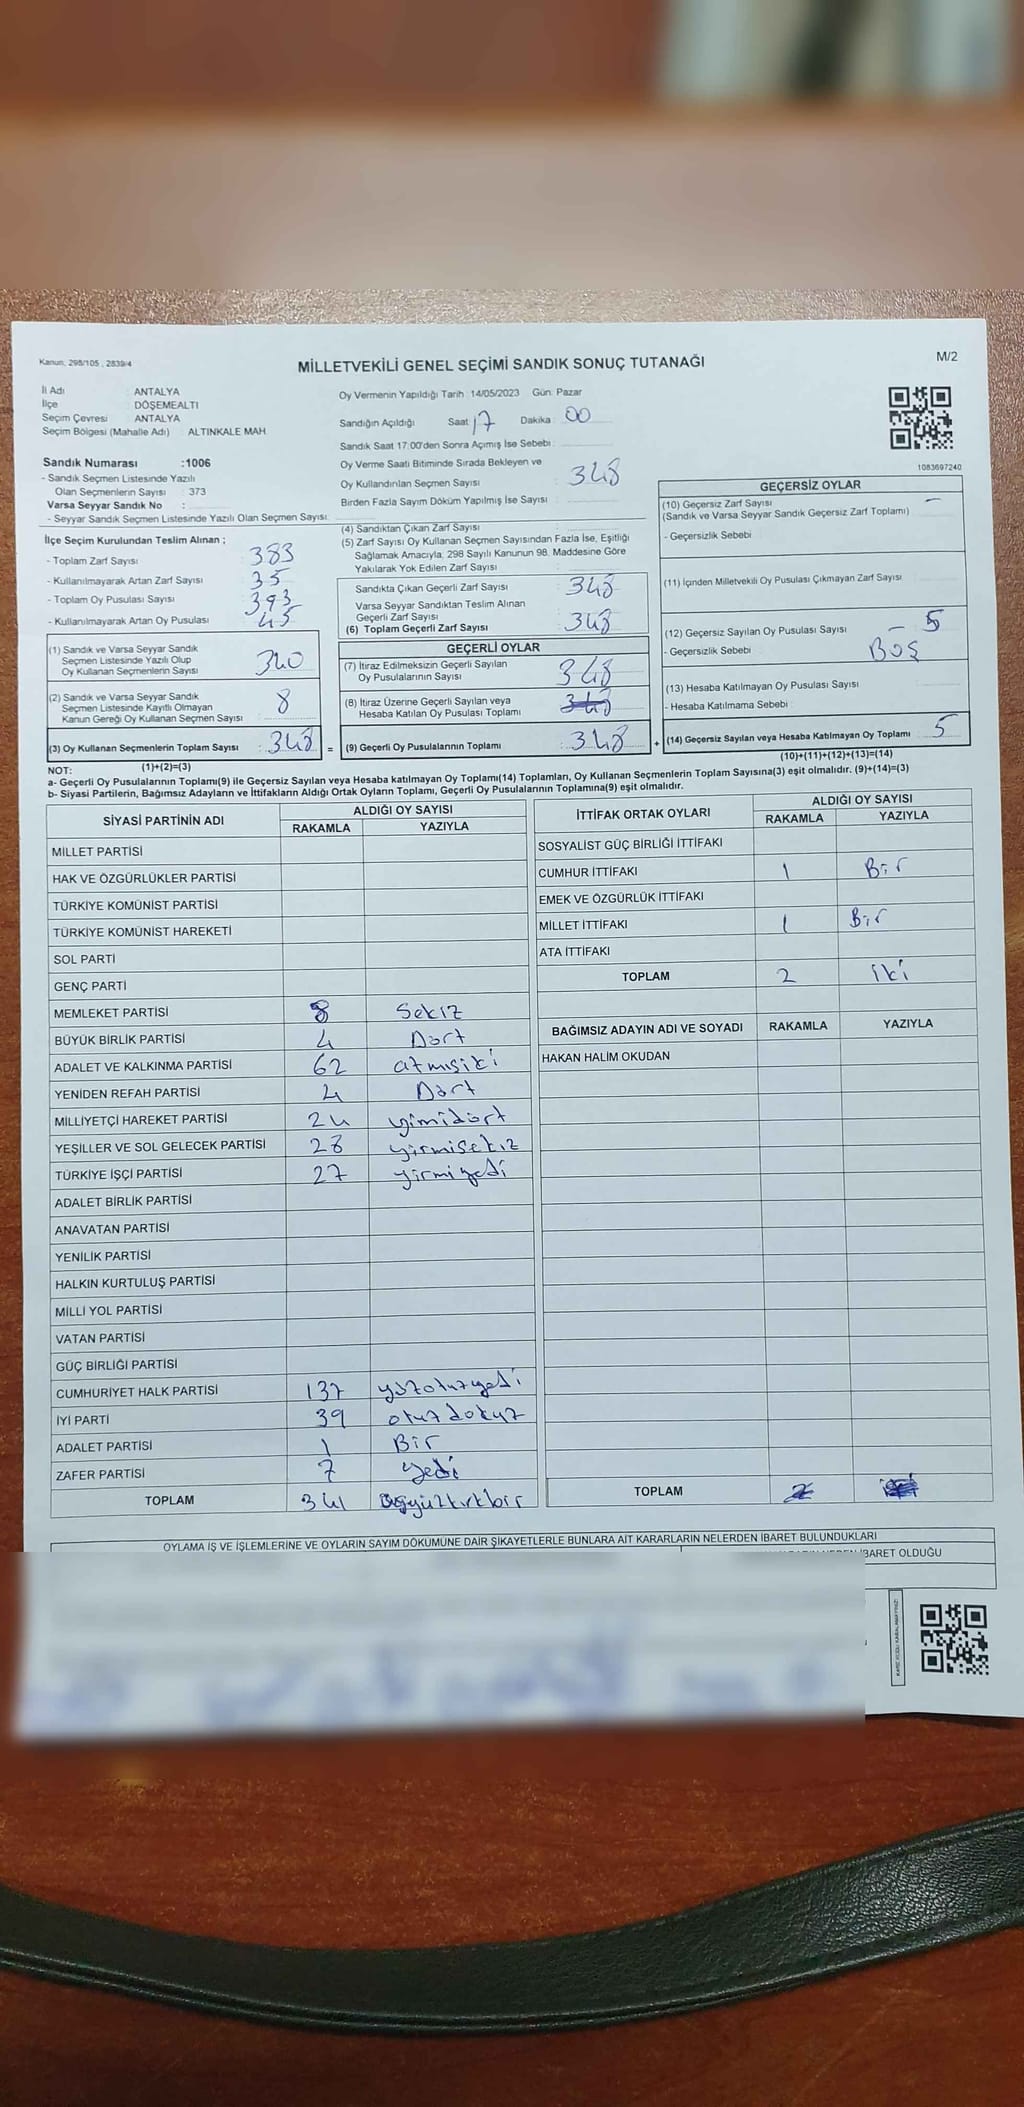 Kanun, 298/105 , 2839/4
MİLLETVEKİLİ GENEL SEÇİMİ SANDIK SONUÇ TUTANAĞI
M/2
İl Adı : ANTALYA
İlçe : DÖŞEMEALTI
Seçim Çevresi : ANTALYA
Seçim Bölgesi (Mahalle Adı) : ALTINKALE MAH.
Sandık Numarası :1006
- Sandık Seçmen Listesinde Yazılı
Olan Seçmenlerin Sayısı : 373
Varsa Seyyar Sandık No :
- Seyyar Sandık Seçmen Listesinde Yazılı Olan Seçmen Sayısı:
Oy Vermenin Yapıldığı Tarih :14/05/2023 Gün: Pazar
Sandığın Açıldığı Saat 17 Dakika : 00
Sandık Saat 17:00'den Sonra Açımış İse Sebebi :
Oy Verme Saati Bitiminde Sırada Bekleyen ve
Oy Kullandırılan Seçmen Sayısı : 348
Birden Fazla Sayım Döküm Yapılmış İse Sayısı :
1083697240
İlçe Seçim Kurulundan Teslim Alınan ;
- Toplam Zarf Sayısı : 383
- Kullanılmayarak Artan Zarf Sayısı : 35
- Toplam Oy Pusulası Sayısı : 393
- Kullanılmayarak Artan Oy Pusulası : 45
(1) Sandık ve Varsa Seyyar Sandık
Seçmen Listesinde Yazılı Olup
Oy Kullanan Seçmenlerin Sayısı : 340
(2) Sandık ve Varsa Seyyar Sandık
Seçmen Listesinde Kayıtlı Olmayan
Kanun Gereği Oy Kullanan Seçmen Sayısı : 8
(3) Oy Kullanan Seçmenlerin Toplam Sayısı : 348
(1)+(2)=(3)
(4) Sandıktan Çıkan Zarf Sayısı :
(5) Zarf Sayısı Oy Kullanan Seçmen Sayısından Fazla İse, Eşitliği
Sağlamak Amacıyla, 298 Sayılı Kanunun 98. Maddesine Göre
Yakılarak Yok Edilen Zarf Sayısı :
Sandıkta Çıkan Geçerli Zarf Sayısı : 348
Varsa Seyyar Sandıktan Teslim Alınan
Geçerli Zarf Sayısı
(6) Toplam Geçerli Zarf Sayısı : 348
GEÇERLİ OYLAR
(7) İtiraz Edilmeksizin Geçerli Sayılan
Oy Pusulalarının Sayısı : 348
(8) İtiraz Üzerine Geçerli Sayılan veya
Hesaba Katılan Oy Pusulası Toplamı : 348
= (9) Geçerli Oy Pusulalarının Toplamı : 348
GEÇERSİZ OYLAR
(10) Geçersiz Zarf Sayısı : -
(Sandık ve Varsa Seyyar Sandık Geçersiz Zarf Toplamı)
- Geçersizlik Sebebi
(11) İçinden Milletvekili Oy Pusulası Çıkmayan Zarf Sayısı
(12) Geçersiz Sayılan Oy Pusulası Sayısı : - 5
- Geçersizlik Sebebi : BOŞ
(13) Hesaba Katılmayan Oy Pusulası Sayısı :
- Hesaba Katılmama Sebebi :
+ (14) Geçersiz Sayılan veya Hesaba Katılmayan Oy Toplamı : 5
(10)+(11)+(12)+(13)=(14)
NOT:
a- Geçerli Oy Pusulalarının Toplamı(9) ile Geçersiz Sayılan veya Hesaba katılmayan Oy Toplamı(14) Toplamları, Oy Kullanan Seçmenlerin Toplam Sayısına(3) eşit olmalıdır. (9)+(14)=(3)
b- Siyasi Partilerin, Bağımsız Adayların ve İttifakların Aldığı Ortak Oyların Toplamı, Geçerli Oy Pusulalarının Toplamına(9) eşit olmalıdır.
SİYASİ PARTİNİN ADI ALDIĞI OY SAYISI
RAKAMLA YAZIYLA
MİLLET PARTİSİ
HAK VE ÖZGÜRLÜKLER PARTİSİ
TÜRKİYE KOMÜNİST PARTİSİ
TÜRKİYE KOMÜNİST HAREKETİ
SOL PARTİ
GENÇ PARTİ
MEMLEKET PARTİSİ 8 Sekiz
BÜYÜK BİRLİK PARTİSİ 4 Dört
ADALET VE KALKINMA PARTİSİ 62 atmışiki
YENİDEN REFAH PARTİSİ 4 Dört
MİLLİYETÇİ HAREKET PARTİSİ 24 yimidört
YEŞİLLER VE SOL GELECEK PARTİSİ 28 yirmisekiz
TÜRKİYE İŞÇİ PARTİSİ 27 yirmiyedi
ADALET BİRLİK PARTİSİ
ANAVATAN PARTİSİ
YENİLİK PARTİSİ
HALKIN KURTULUŞ PARTİSİ
MİLLİ YOL PARTİSİ
VATAN PARTİSİ
GÜÇ BİRLİĞİ PARTİSİ
CUMHURİYET HALK PARTİSİ 137 yüzotuzyedi
İYİ PARTİ 39 otuzdokuz
ADALET PARTİSİ 1 Bir
ZAFER PARTİSİ 7 yedi
TOPLAM 341 üçyüzkırkbir
İTTİFAK ORTAK OYLARI ALDIĞI OY SAYISI
RAKAMLA YAZIYLA
SOSYALİST GÜÇ BİRLİĞİ İTTİFAKI
CUMHUR İTTİFAKI 1 Bir
EMEK VE ÖZGÜRLÜK İTTİFAKI
MİLLET İTTİFAKI 1 Bir
ATA İTTİFAKI
TOPLAM 2 iki
BAĞIMSIZ ADAYIN ADI VE SOYADI RAKAMLA YAZIYLA
HAKAN HALİM OKUDAN
TOPLAM 2
OYLAMA İŞ VE İŞLEMLERİNE VE OYLARIN SAYIM DÖKÜMÜNE DAİR ŞİKAYETLERLE BUNLARA AİT KARARLARIN NELERDEN İBARET BULUNDUKLARI
İBARET OLDUĞU